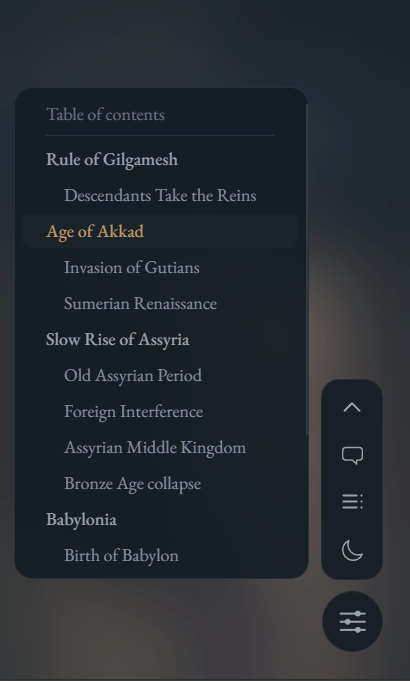 Table of contents
Rule of Gilgamesh
Descendants Take the Reins
Age of Akkad
Invasion of Gutians
Sumerian Renaissance
Slow Rise of Assyria
Old Assyrian Period
Foreign Interference
Assyrian Middle Kingdom
Bronze Age collapse
Babylonia
Birth of Babylon